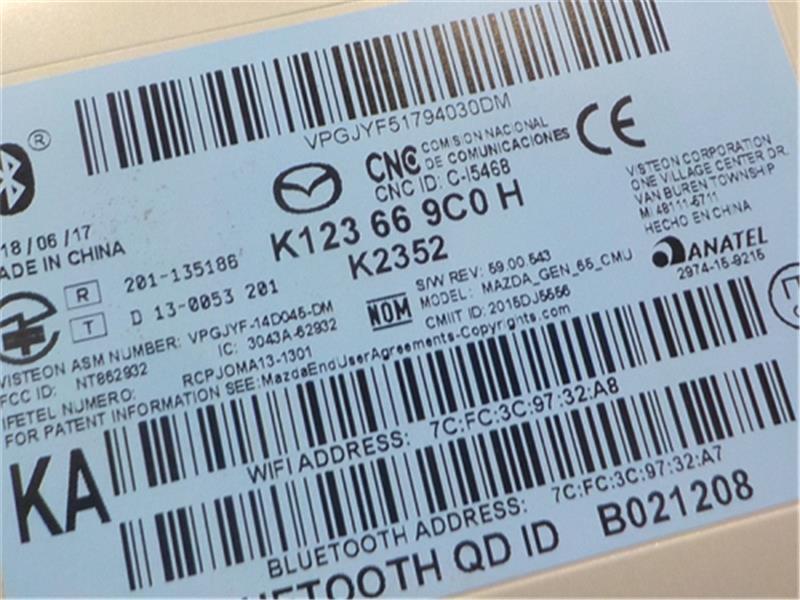 VPGJYF51794030DM
®
CNC COMISION NACIONAL
DE COMUNICACIONES
CNC ID: C-15468
CE
VISTEON CORPORATION
ONE VILLAGE CENTER DR.
VAN BUREN TOWNSHIP
MI 48111-5711
HECHO EN CHINA
18/06/17
ADE IN CHINA
K123 66 9C0 H
K2352
R 201-135186
T D 13-0053 201
NOM
S/W REV: 59.00.543
MODEL: MAZDA_GEN_65_CMU
CMIIT ID: 2015DJ5556
ANATEL
2974-15-9215
VISTEON ASM NUMBER: VPGJYF-14D045-DM
FCC ID: NT862932
IC: 3043A-62932
IFETEL NUMERO: RCPJOMA13-1301
FOR PATENT INFORMATION SEE: MazdaEndUserAgreements-Copyrights.com
KA
WIFI ADDRESS: 7C:FC:3C:97:32:A8
BLUETOOTH ADDRESS: 7C:FC:3C:97:32:A7
UETOOTH QD ID B021208